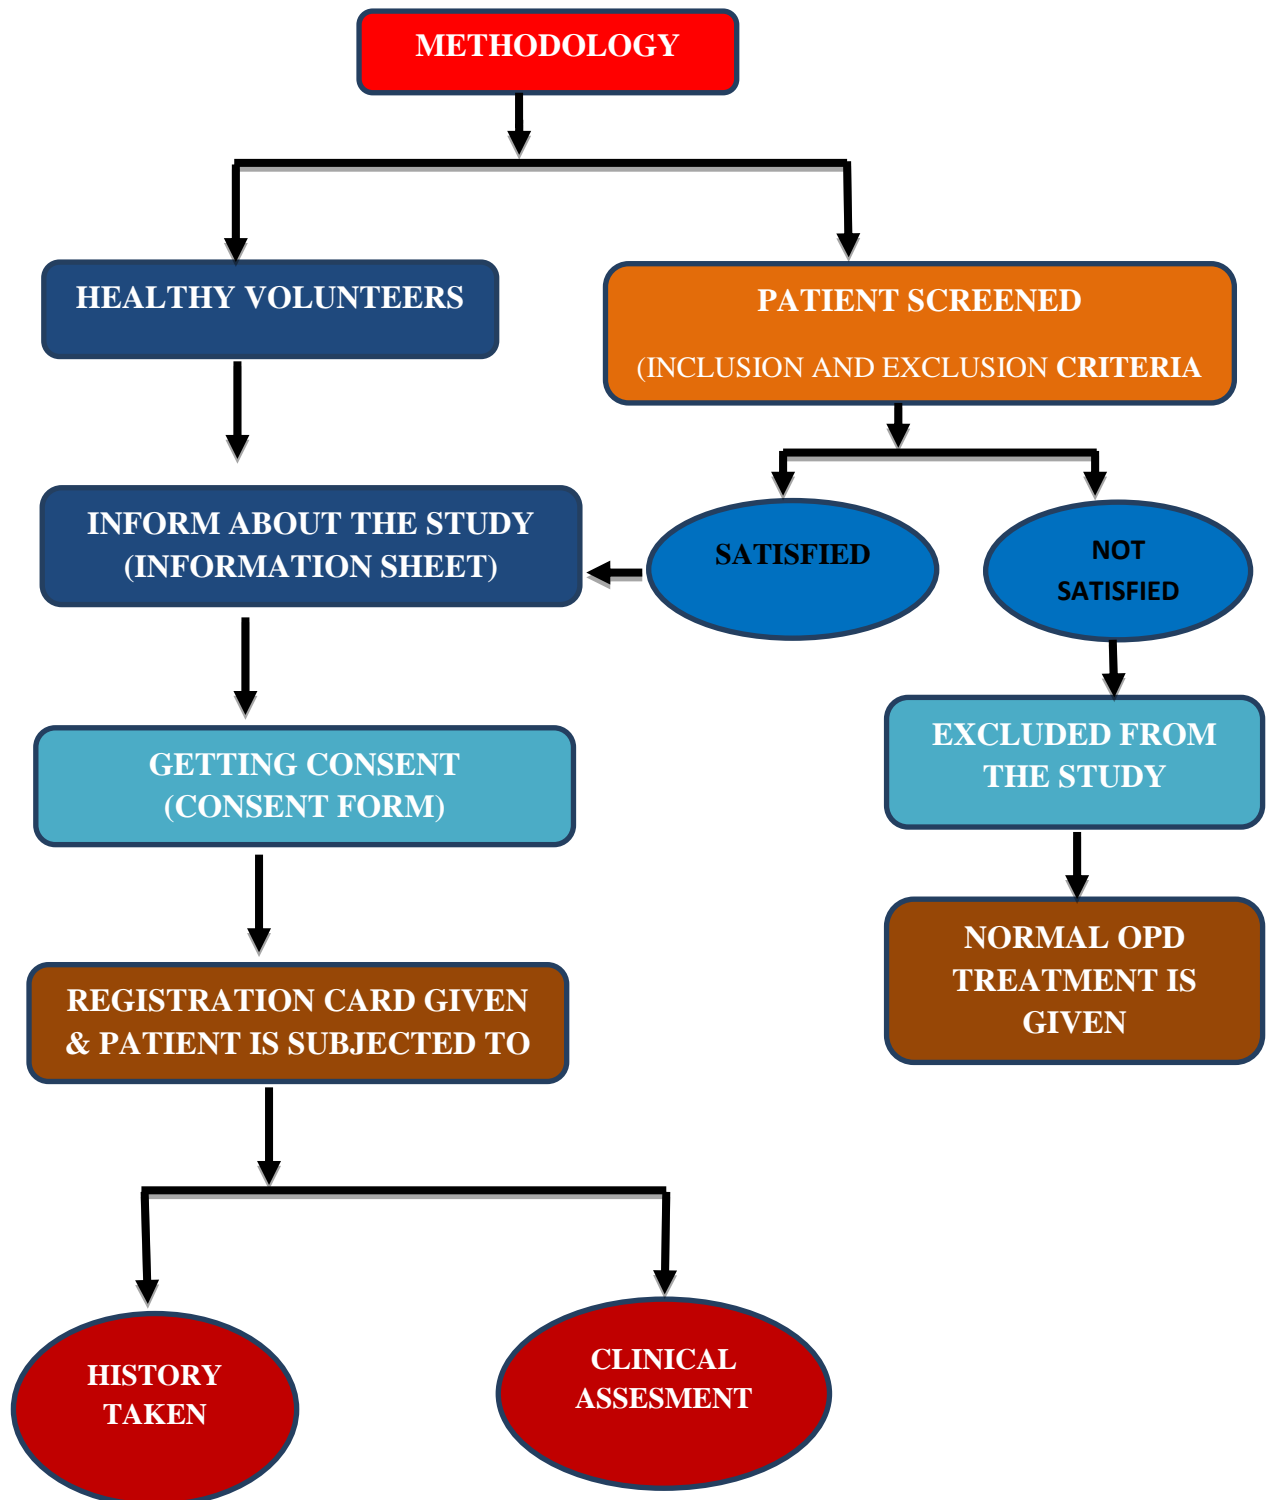 METHODOLOGY
HEALTHY VOLUNTEERS
PATIENT SCREENED
(INCLUSION AND EXCLUSION CRITERIA
INFORM ABOUT THE STUDY
(INFORMATION SHEET)
SATISFIED
NOT
SATISFIED
GETTING CONSENT
(CONSENT FORM)
EXCLUDED FROM
THE STUDY
REGISTRATION CARD GIVEN
& PATIENT IS SUBJECTED TO
NORMAL OPD
TREATMENT IS
GIVEN
HISTORY
TAKEN
CLINICAL
ASSESMENT